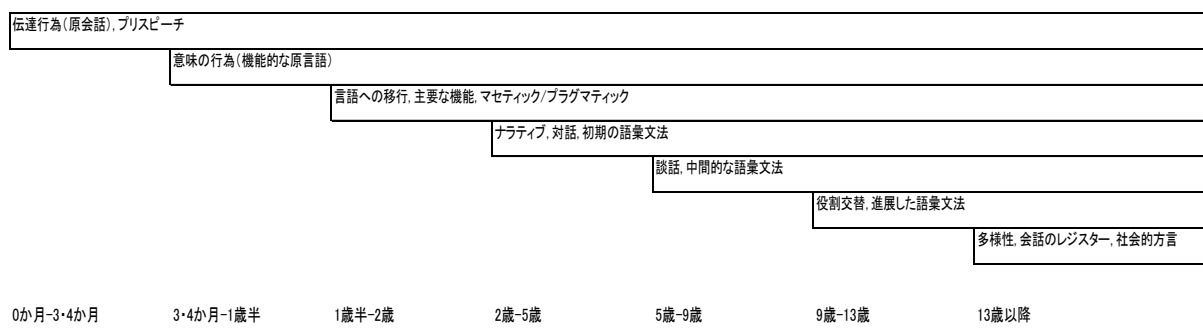 伝達行為(原会話),プリスピーチ
意味の行為(機能的な原言語)
言語への移行,主要な機能,マセティック/プラグマティック
ナラティブ,対話,初期の語彙文法
談話,中間的な語彙文法
役割交替,進展した語彙文法
多様性,会話のレジスター,社会的方言
0か月-3・4か月 3・4か月-1歳半 1歳半-2歳 2歳-5歳 5歳-9歳 9歳-13歳 13歳以降